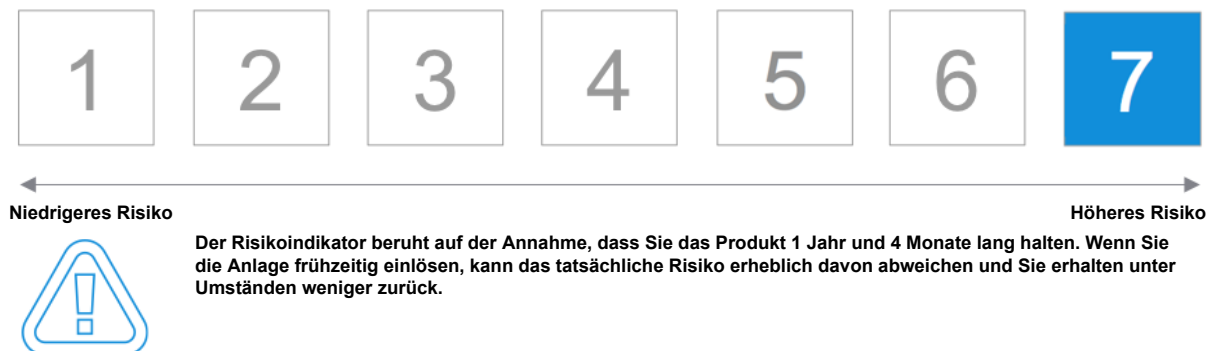 1 2 3 4 5 6 7
Niedrigeres Risiko Höheres Risiko
Der Risikoindikator beruht auf der Annahme, dass Sie das Produkt 1 Jahr und 4 Monate lang halten. Wenn Sie
die Anlage frühzeitig einlösen, kann das tatsächliche Risiko erheblich davon abweichen und Sie erhalten unter
Umständen weniger zurück.